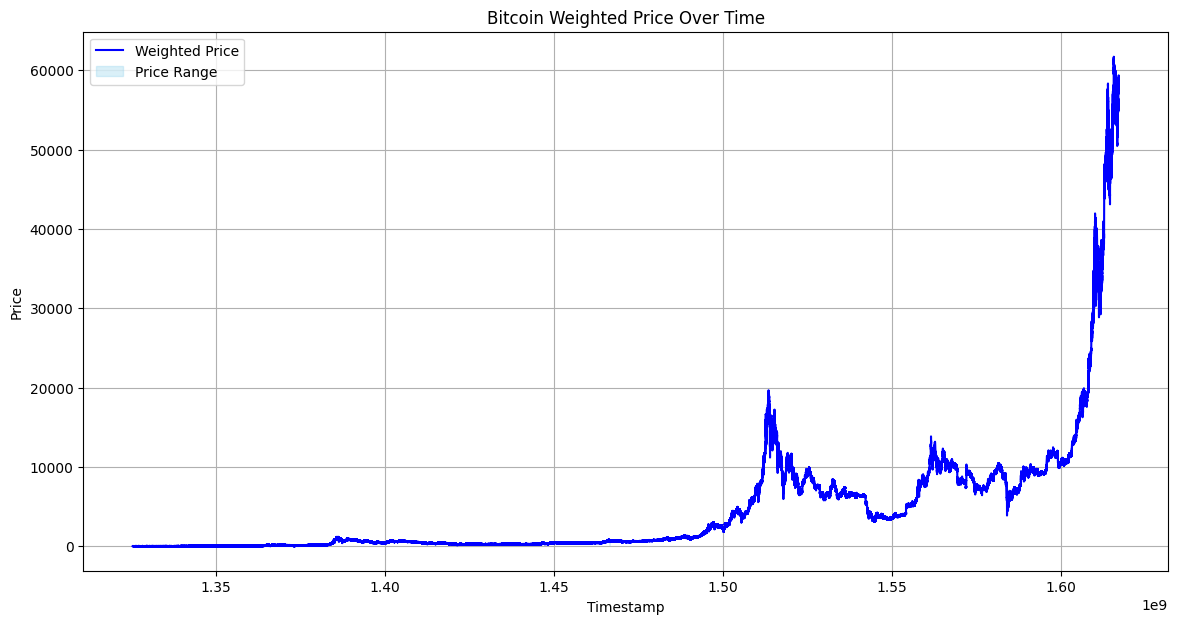 Bitcoin Weighted Price Over Time
Weighted Price
Price Range
60000
50000
40000
30000
20000
10000
0
Price
1.35 1.40 1.45 1.50 1.55 1.60
1e9
Timestamp